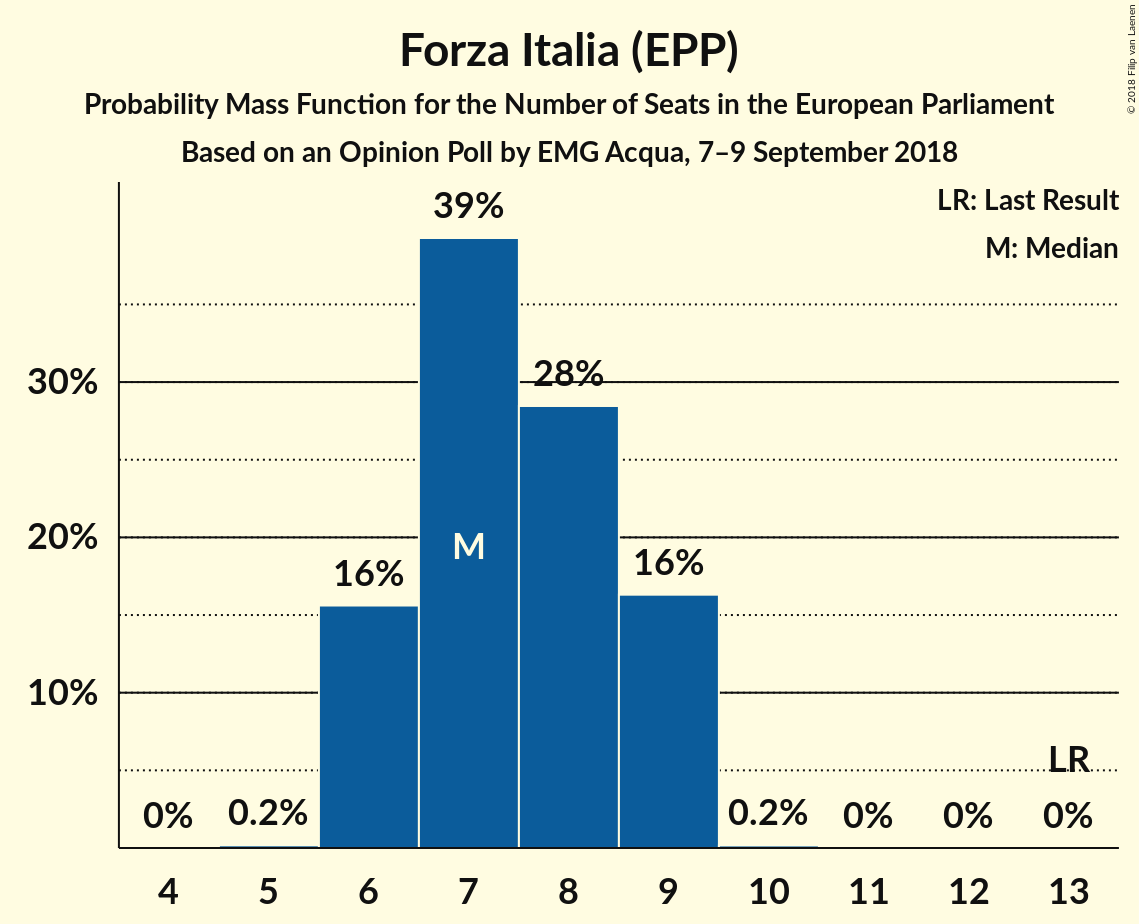 Forza Italia (EPP)
Probability Mass Function for the Number of Seats in the European Parliament
Based on an Opinion Poll by EMG Acqua, 7–9 September 2018
© 2018 Filip van Laenen
LR: Last Result
M: Median
39%
28%
30%
20%
M
16%
16%
10%
LR
0%
0.2%
0.2%
0%
0%
0%
4 5 6 7 8 9 10 11 12 13